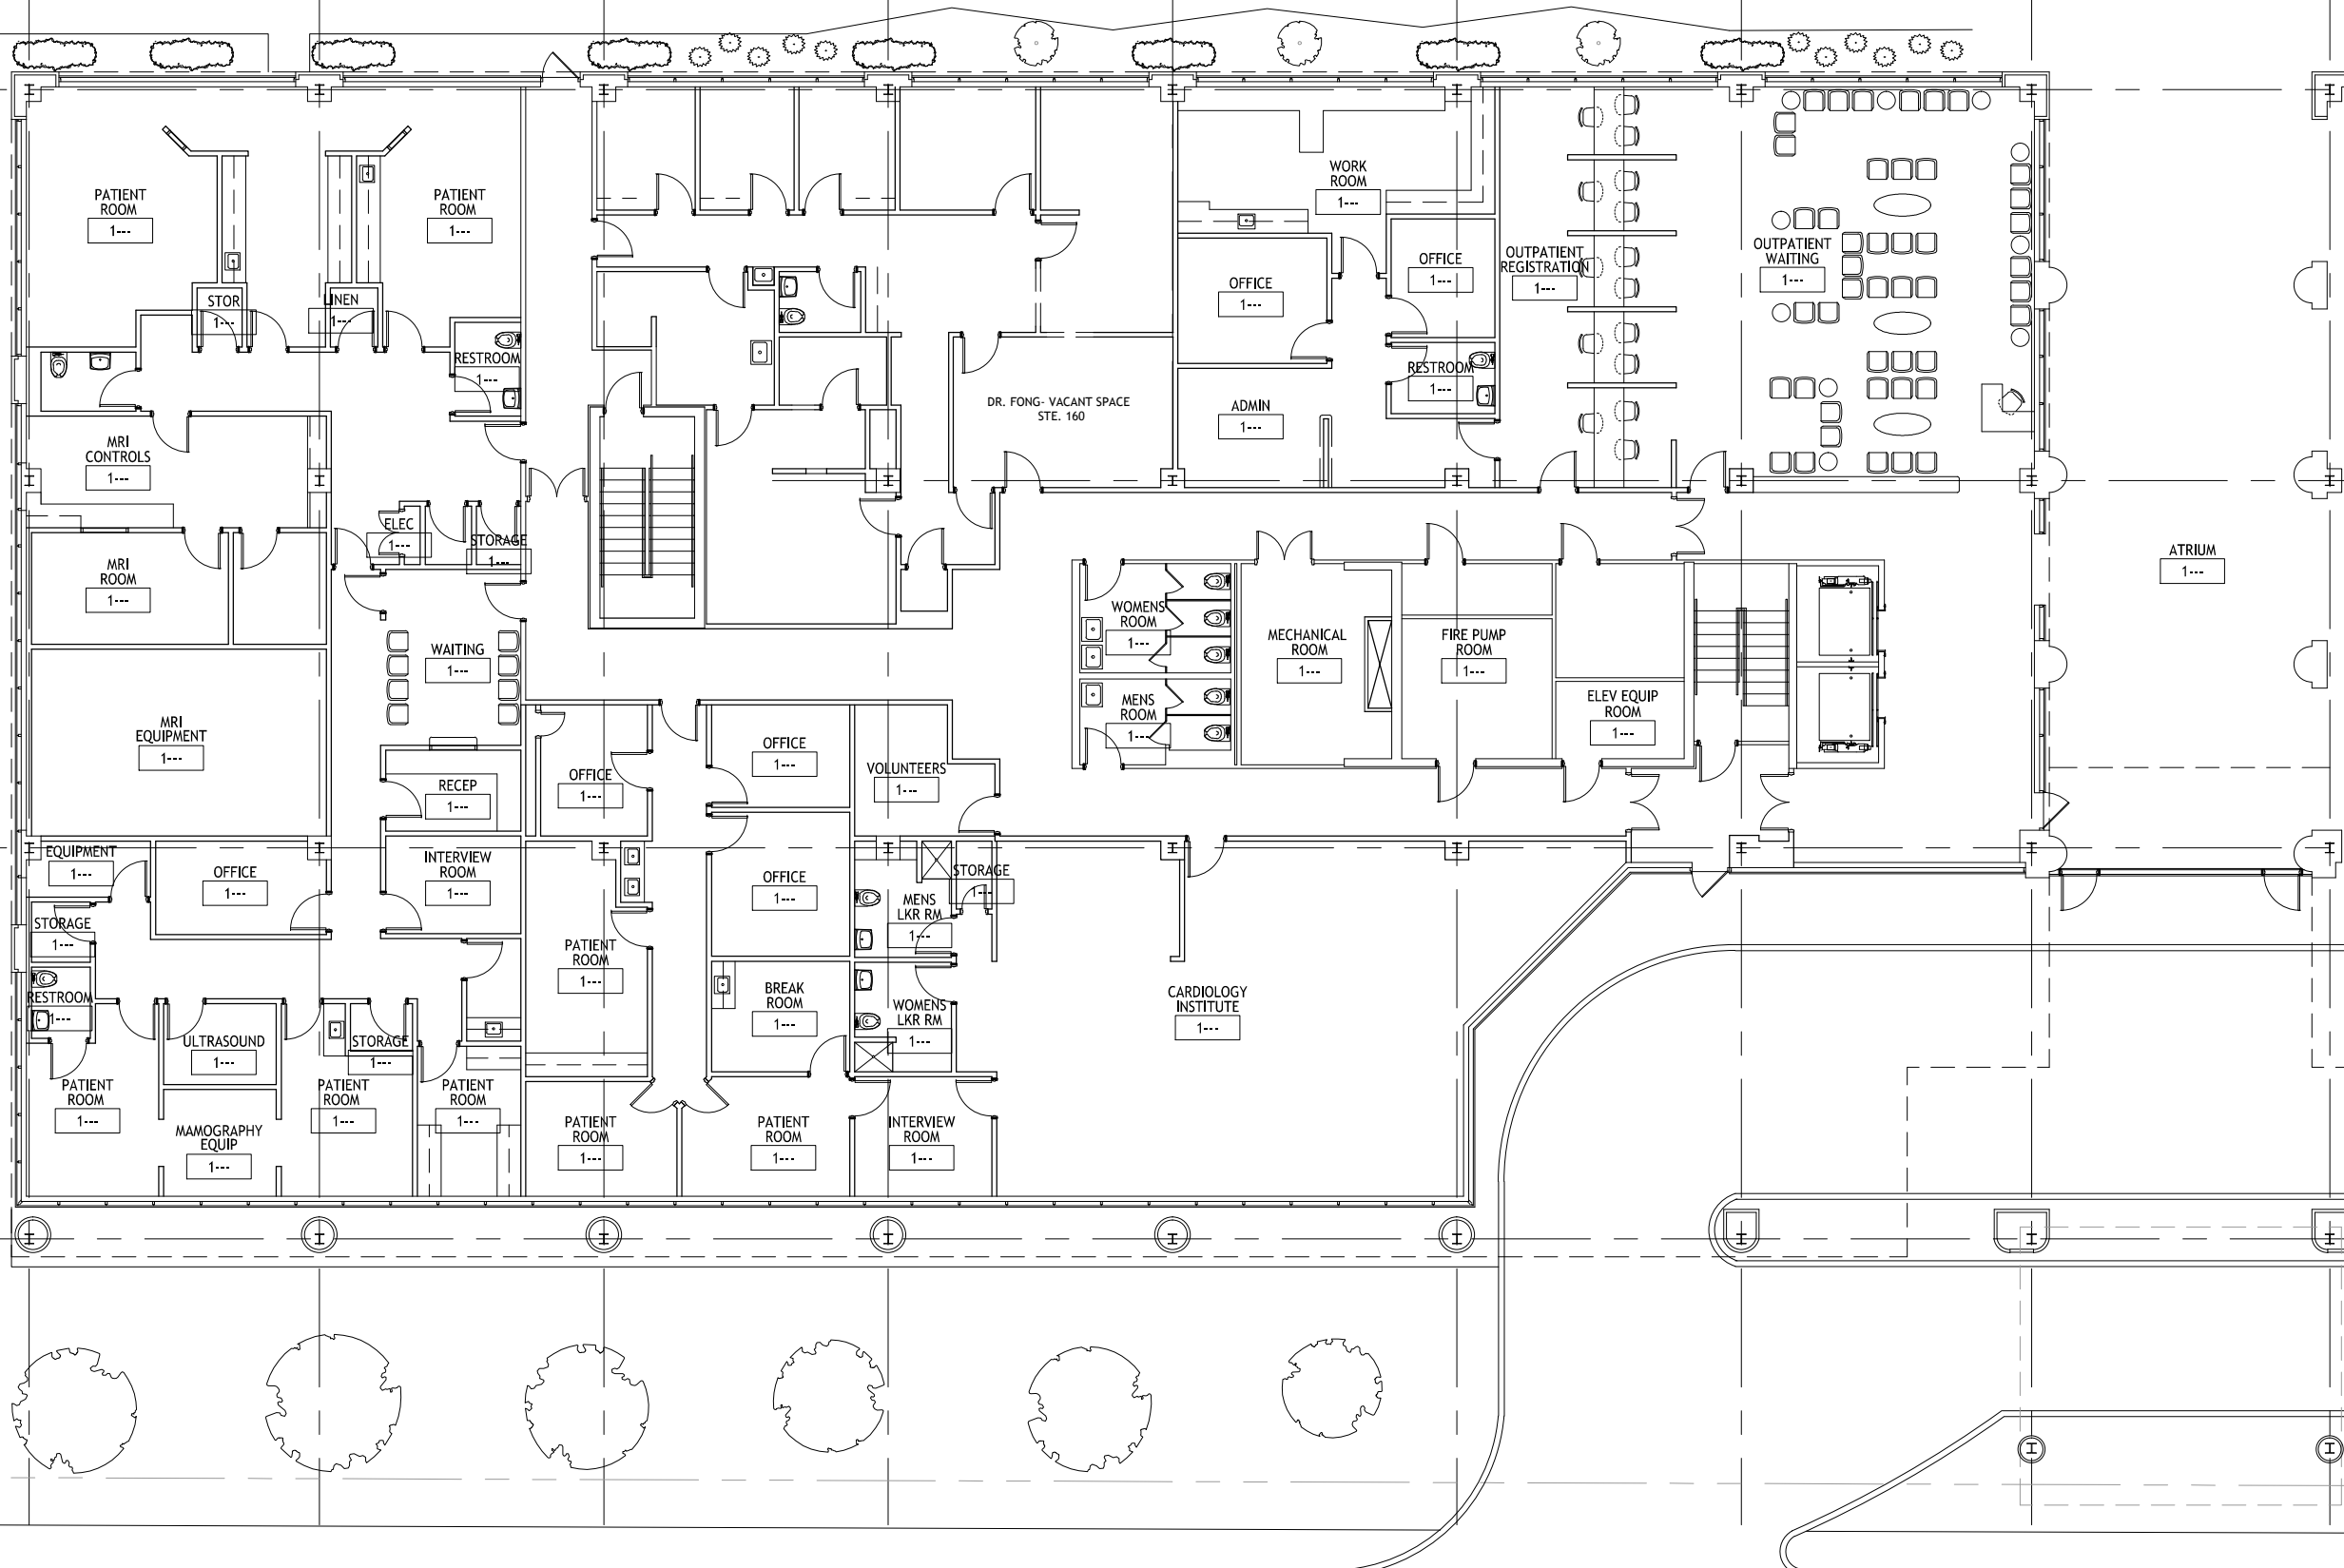 PATIENT
ROOM
1---
STOR
1---
LINEN
1---
PATIENT
ROOM
1---
RESTROOM
1---
WORK
ROOM
1---
OFFICE
1---
OFFICE
1---
RESTROOM
1---
ADMIN
1---
OUTPATIENT
REGISTRATION
1---
OUTPATIENT
WAITING
1---
DR. FONG- VACANT SPACE
STE. 160
MRI
CONTROLS
1---
ELEC
1---
STORAGE
1---
MRI
ROOM
1---
WAITING
1---
MRI
EQUIPMENT
1---
RECEP
1---
WOMENS
ROOM
1---
MENS
ROOM
1---
MECHANICAL
ROOM
1---
FIRE PUMP
ROOM
1---
ELEV EQUIP
ROOM
1---
ATRIUM
1---
OFFICE
1---
OFFICE
1---
VOLUNTEERS
1---
EQUIPMENT
1---
OFFICE
1---
INTERVIEW
ROOM
1---
OFFICE
1---
MENS
LKR RM
1---
STORAGE
1---
STORAGE
1---
RESTROOM
1---
PATIENT
ROOM
1---
BREAK
ROOM
1---
WOMENS
LKR RM
1---
CARDIOLOGY
INSTITUTE
1---
ULTRASOUND
1---
STORAGE
1---
PATIENT
ROOM
1---
PATIENT
ROOM
1---
PATIENT
ROOM
1---
MAMOGRAPHY
EQUIP
1---
PATIENT
ROOM
1---
PATIENT
ROOM
1---
INTERVIEW
ROOM
1---